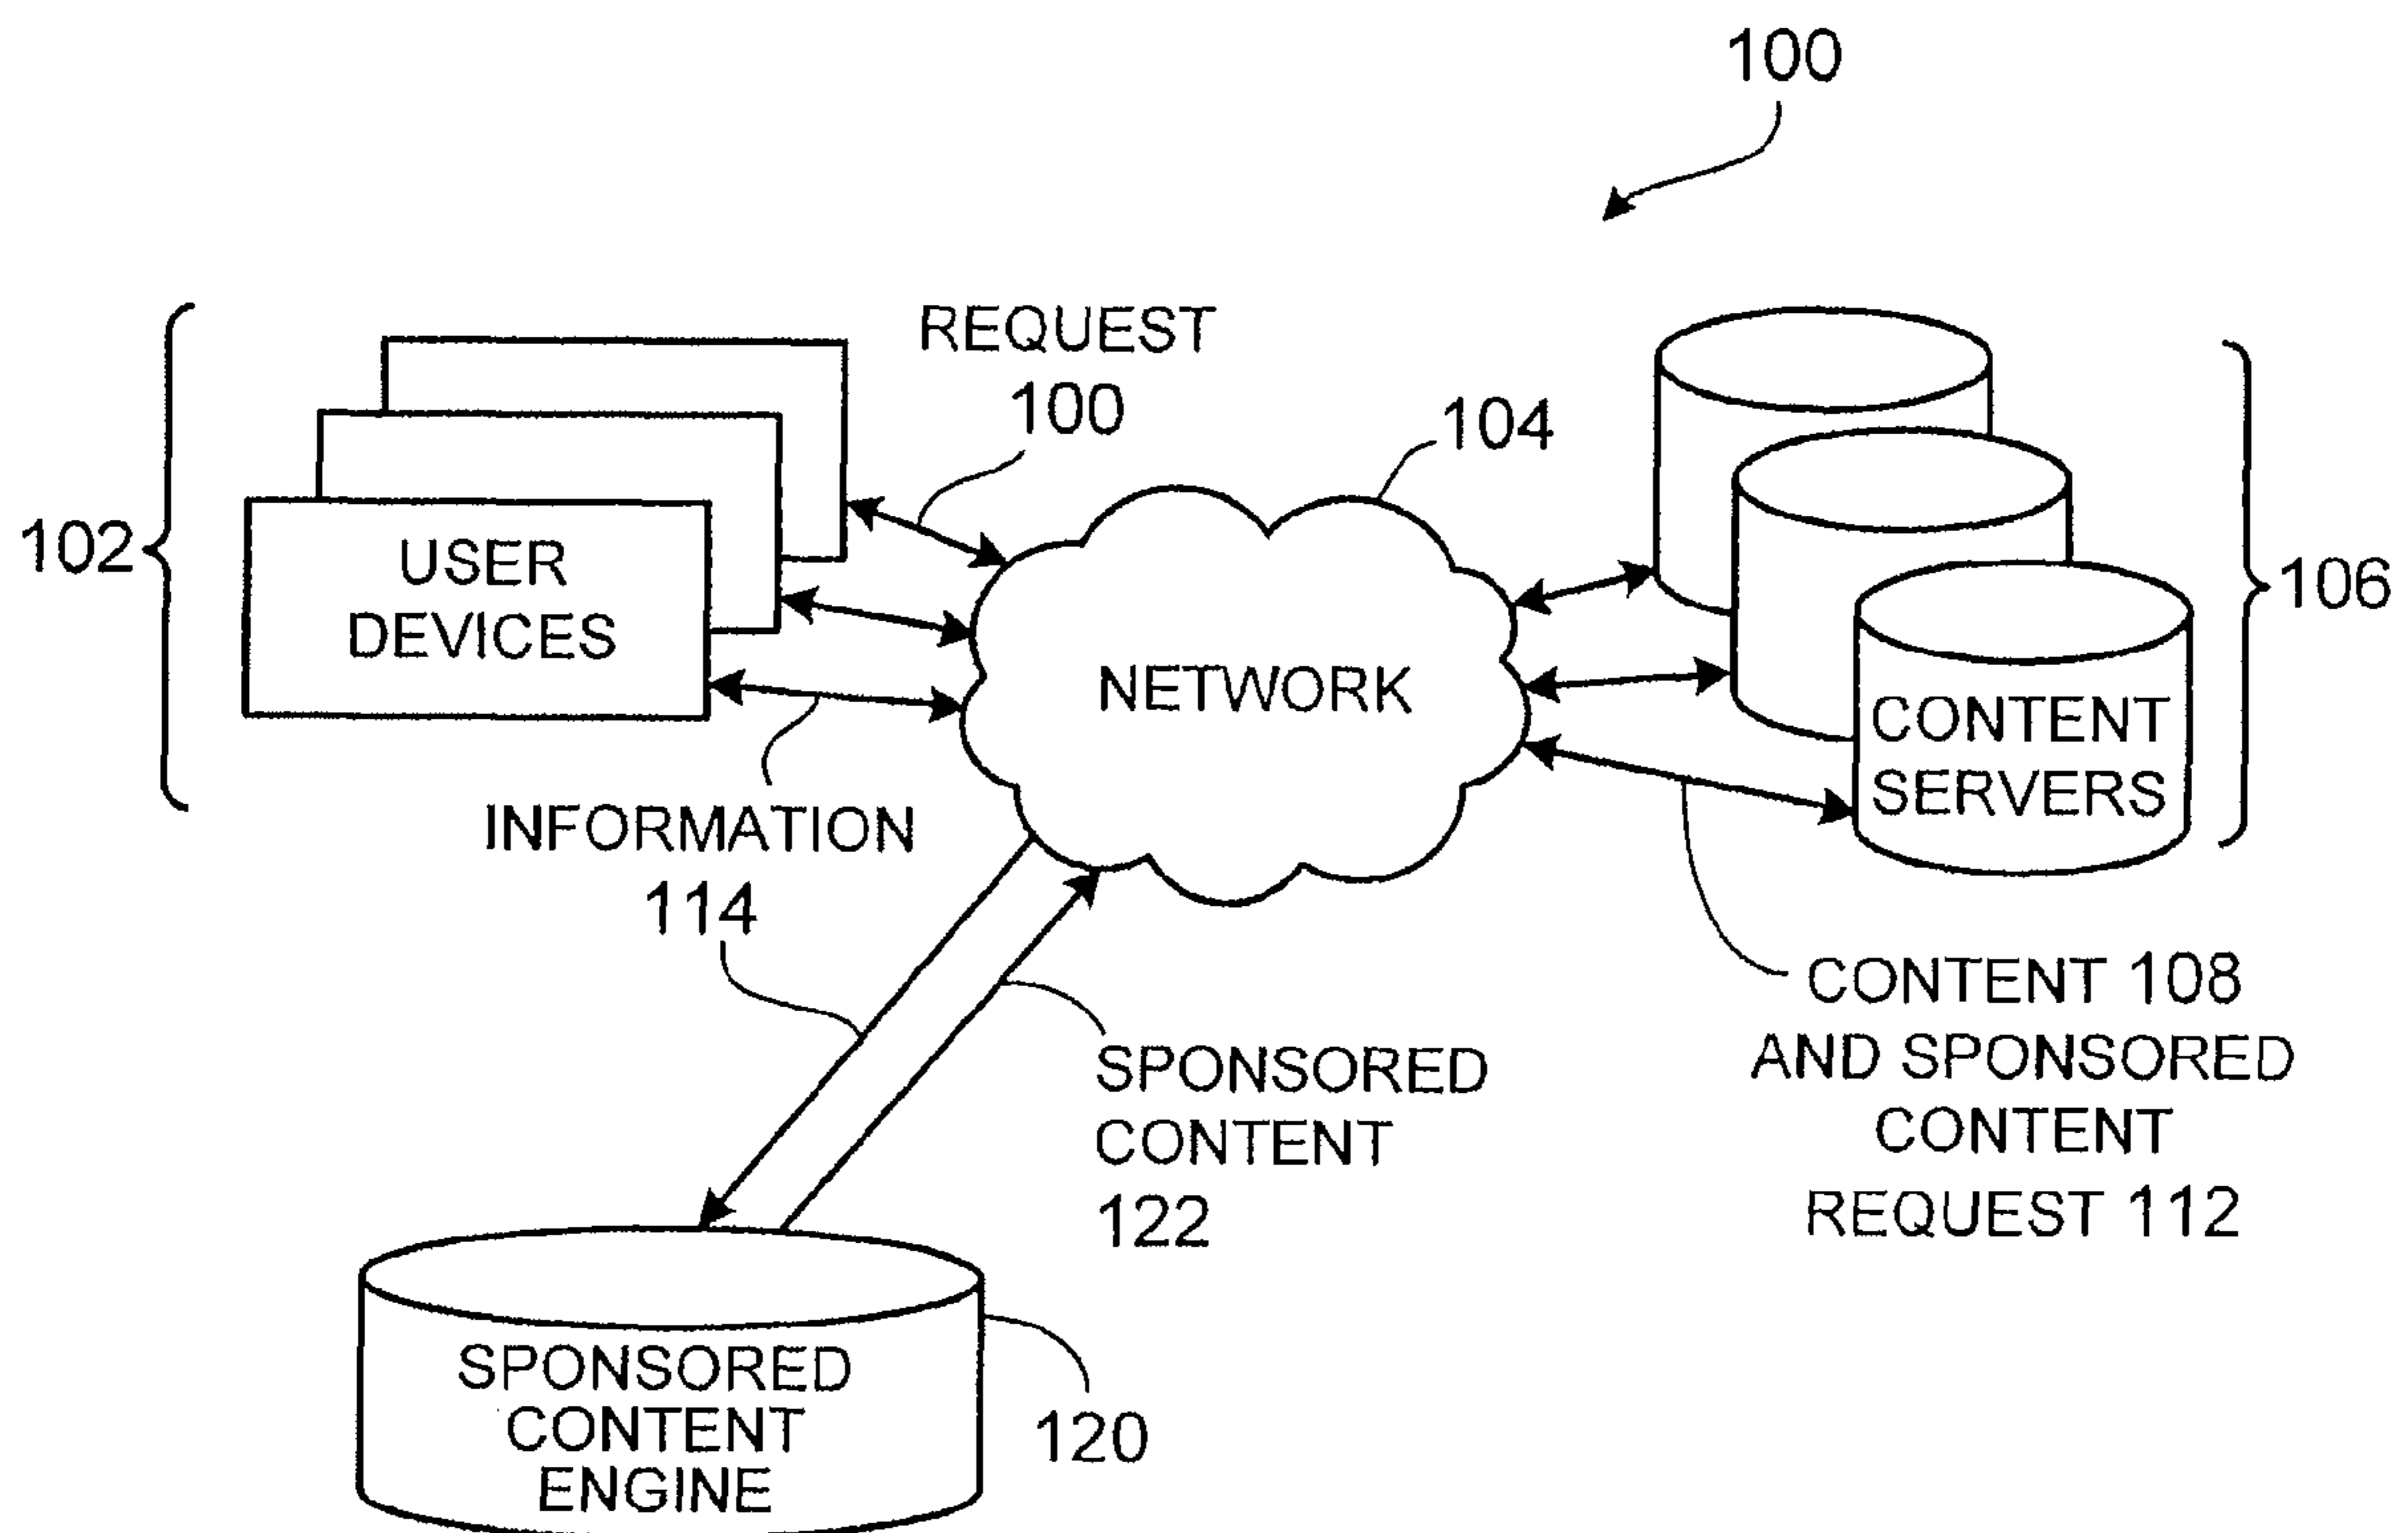 100
REQUEST
100
104
102
USER
DEVICES
NETWORK
106
CONTENT
SERVERS
INFORMATION
114
CONTENT 108
AND SPONSORED
CONTENT
REQUEST 112
SPONSORED
CONTENT
122
SPONSORED
CONTENT
ENGINE
120